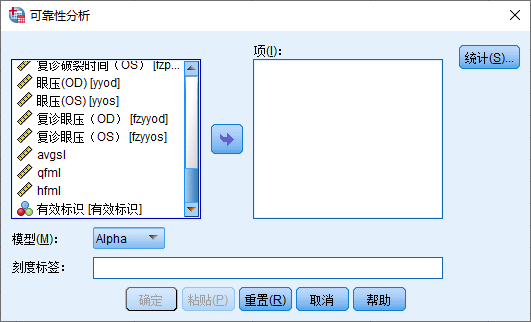 可靠性分析
项(I):
统计(S)...
复诊破裂时间（OS）[fzp...
眼压(OD) [yyod]
眼压(OS) [yyos]
复诊眼压（OD）[fzyyod]
复诊眼压（OS）[fzyyos]
avgsl
qfml
hfml
有效标识 [有效标识]
模型(M):
Alpha
刻度标签:
确定
粘贴(P)
重置(R)
取消
帮助